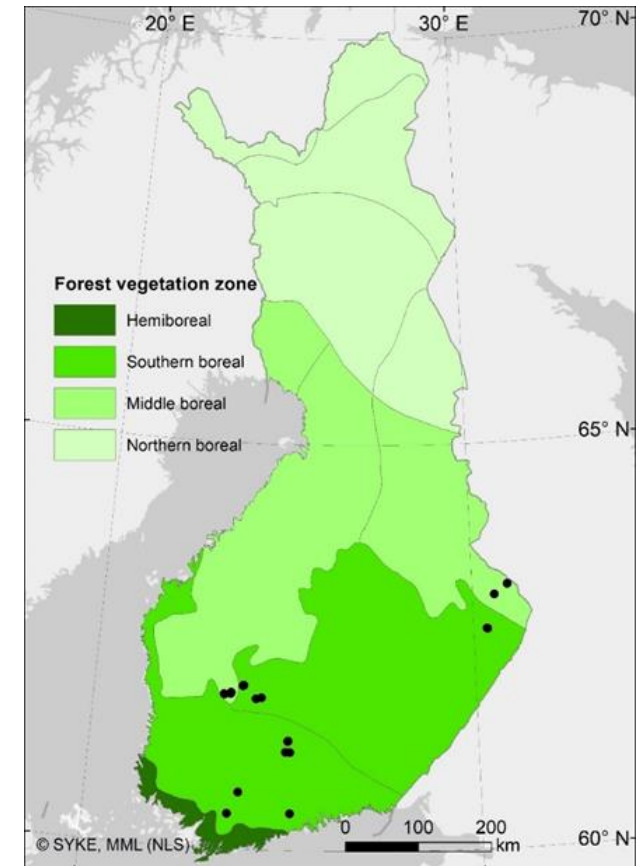 20° E 30° E 70° N
Forest vegetation zone
Hemiboreal
Southern boreal
Middle boreal
Northern boreal
65° N
0 100 200
km
© SYKE, MML (NLS)
60° N